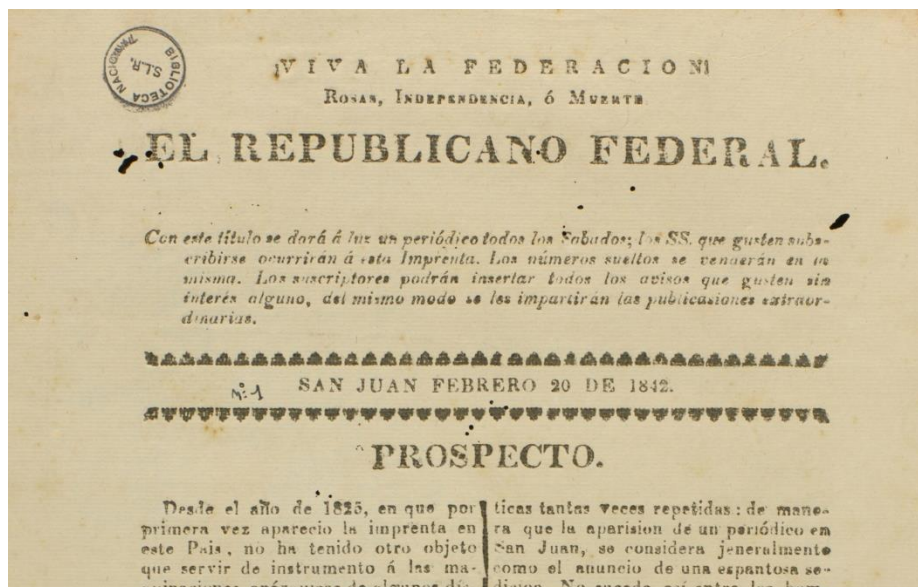 BIBLIOTECA NACIONAL
S.L.R.
¡VIVA LA FEDERACION!
ROSAS, INDEPENDENCIA, ó MUERTE
EL REPUBLICANO FEDERAL.
Con este título se dará á luz un periódico todos los Sabados; los SS. que gusten subs-
cribirse ocurrirán á esta Imprenta. Los números sueltos se venderán en la
misma. Los suscriptores podrán insertar todos los avisos que gusten sin
interés alguno, del mismo modo se les impartirán las publicaciones extraor-
dinarias.
Nº 1
SAN JUAN FEBRERO 20 DE 1842.
PROSPECTO.
Desde el año de 1825, en que por
primera vez aparecio la imprenta en
este Pais, no ha tenido otro objeto
que servir de instrumento á las ma-
ticas tantas veces repetidas: de mane-
ra que la aparision de un periódico en
San Juan, se considera jeneralmente
como el anuncio de una espantosa se-